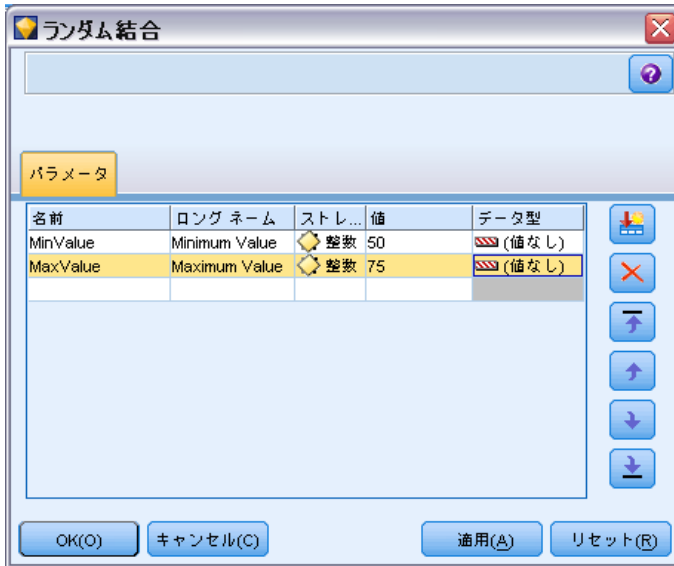 ランダム結合
パラメータ
名前 ロング ネーム ストレ... 値 データ型
MinValue Minimum Value 整数 50 (値なし)
MaxValue Maximum Value 整数 75 (値なし)
OK(O) キャンセル(C) 適用(A) リセット(R)